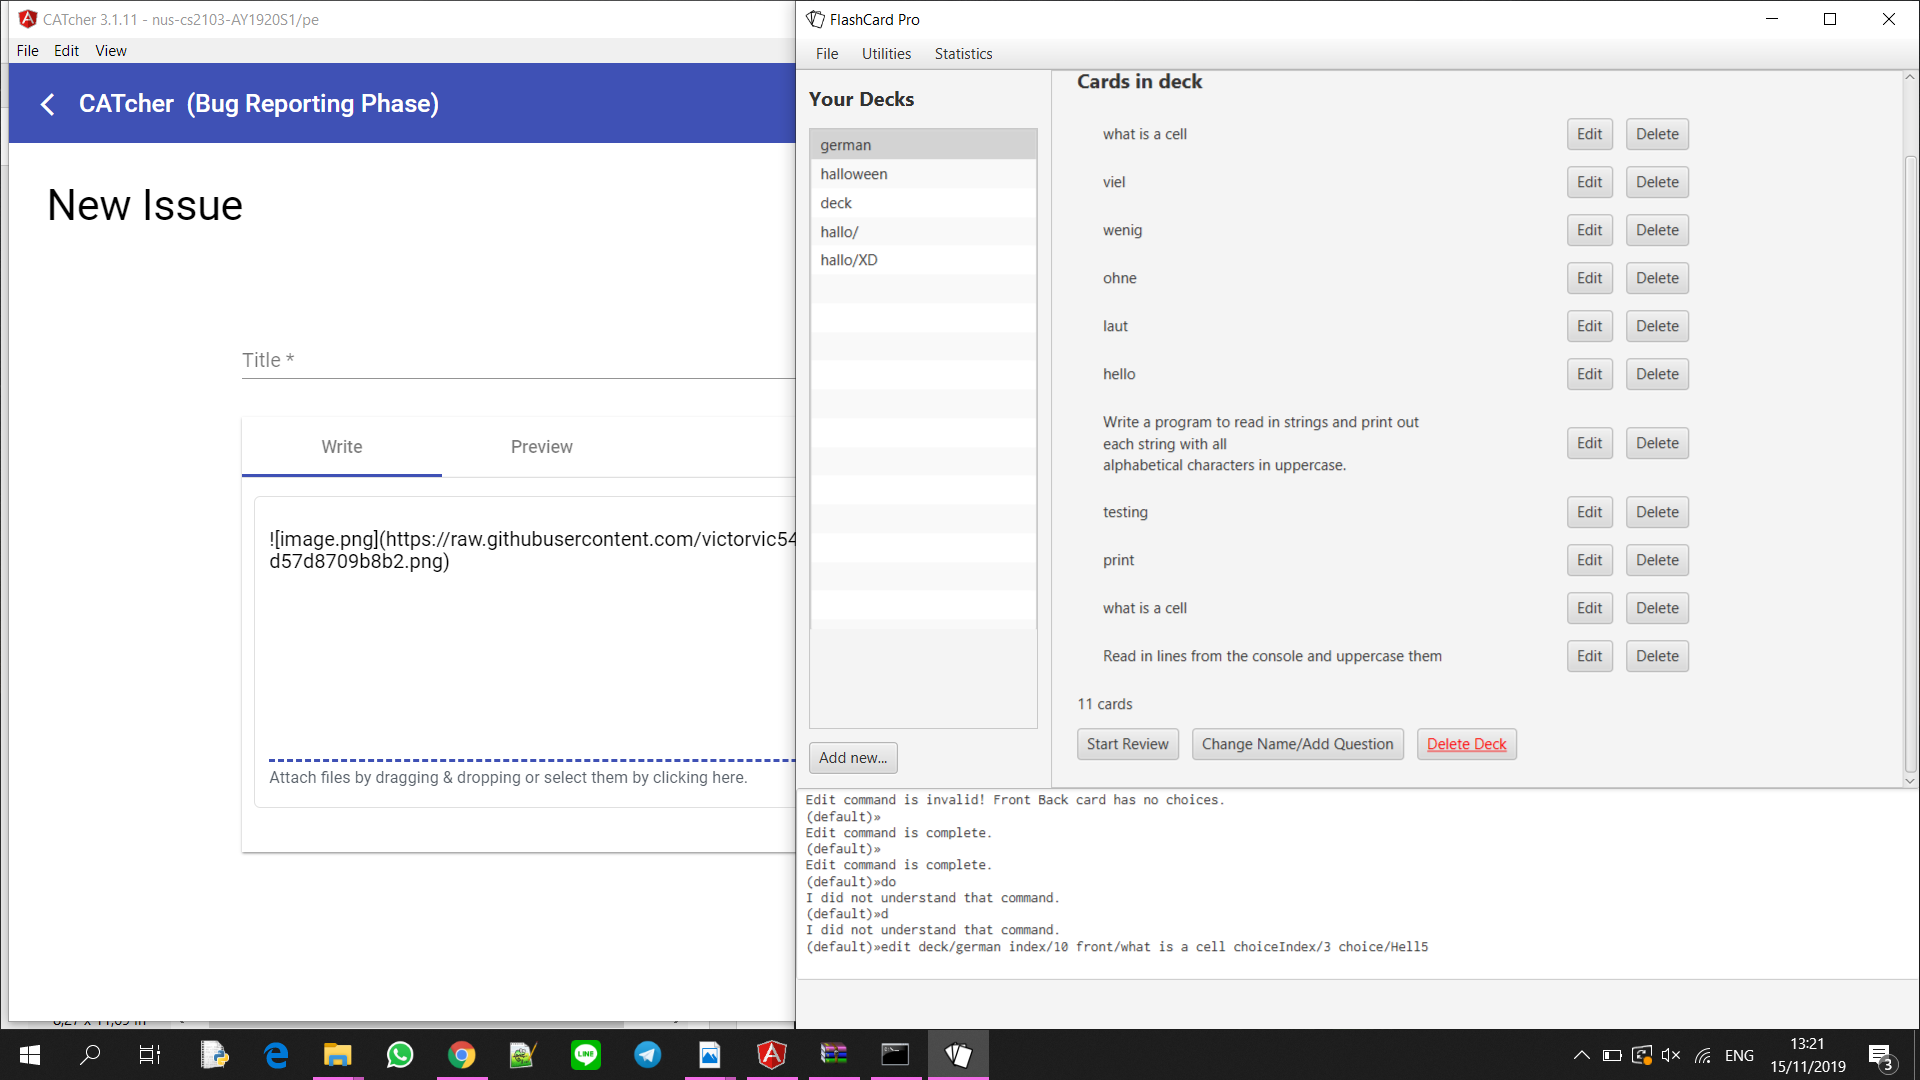 CATcher 3.1.11 - nus-cs2103-AY1920S1/pe
File Edit View
CATcher (Bug Reporting Phase)
New Issue
Title *
Write Preview
![image.png](https://raw.githubusercontent.com/victorvic54
d57d8709b8b2.png)
Attach files by dragging & dropping or select them by clicking here.
FlashCard Pro
File Utilities Statistics
Your Decks
german
halloween
deck
hallo/
hallo/XD
Add new...
Cards in deck
what is a cell Edit Delete
viel Edit Delete
wenig Edit Delete
ohne Edit Delete
laut Edit Delete
hello Edit Delete
Write a program to read in strings and print out
each string with all Edit Delete
alphabetical characters in uppercase.
testing Edit Delete
print Edit Delete
what is a cell Edit Delete
Read in lines from the console and uppercase them Edit Delete
11 cards
Start Review Change Name/Add Question Delete Deck
Edit command is invalid! Front Back card has no choices.
(default)»
Edit command is complete.
(default)»
Edit command is complete.
(default)»do
I did not understand that command.
(default)»d
I did not understand that command.
(default)»edit deck/german index/10 front/what is a cell choiceIndex/3 choice/Hell5
LINE
ENG
13:21
15/11/2019
3